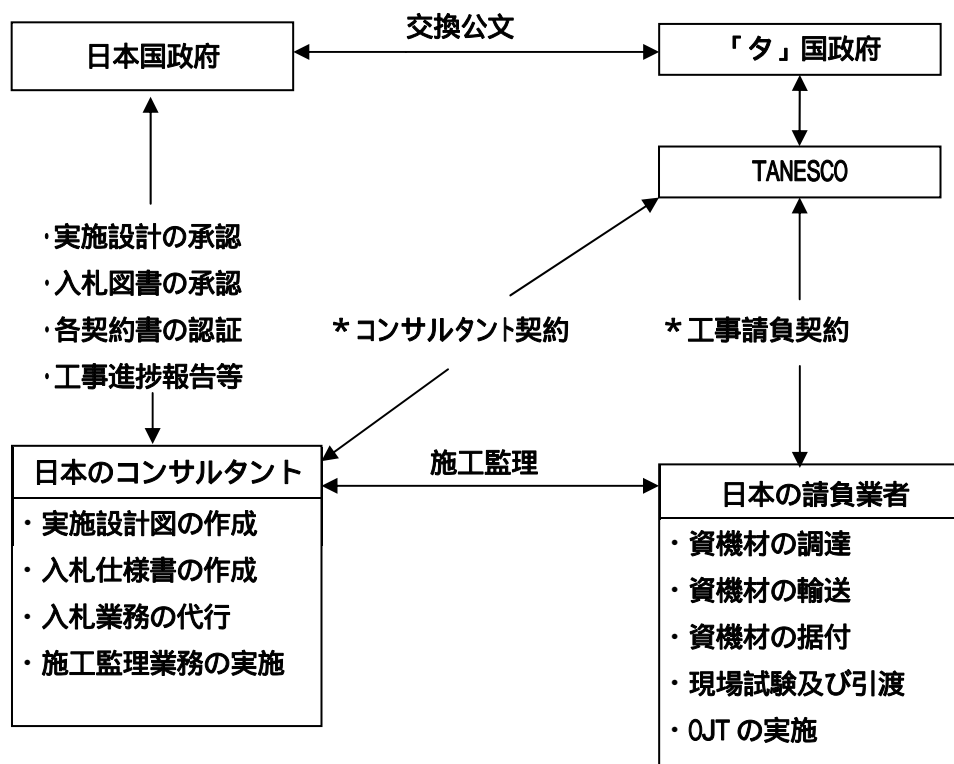 交換公文
日本国政府
「タ」国政府
TANESCO
・実施設計の承認
・入札図書の承認
・各契約書の認証
・工事進捗報告等
*コンサルタント契約
*工事請負契約
日本のコンサルタント
・実施設計図の作成
・入札仕様書の作成
・入札業務の代行
・施工監理業務の実施
施工監理
日本の請負業者
・資機材の調達
・資機材の輸送
・資機材の据付
・現場試験及び引渡
・OJT の実施